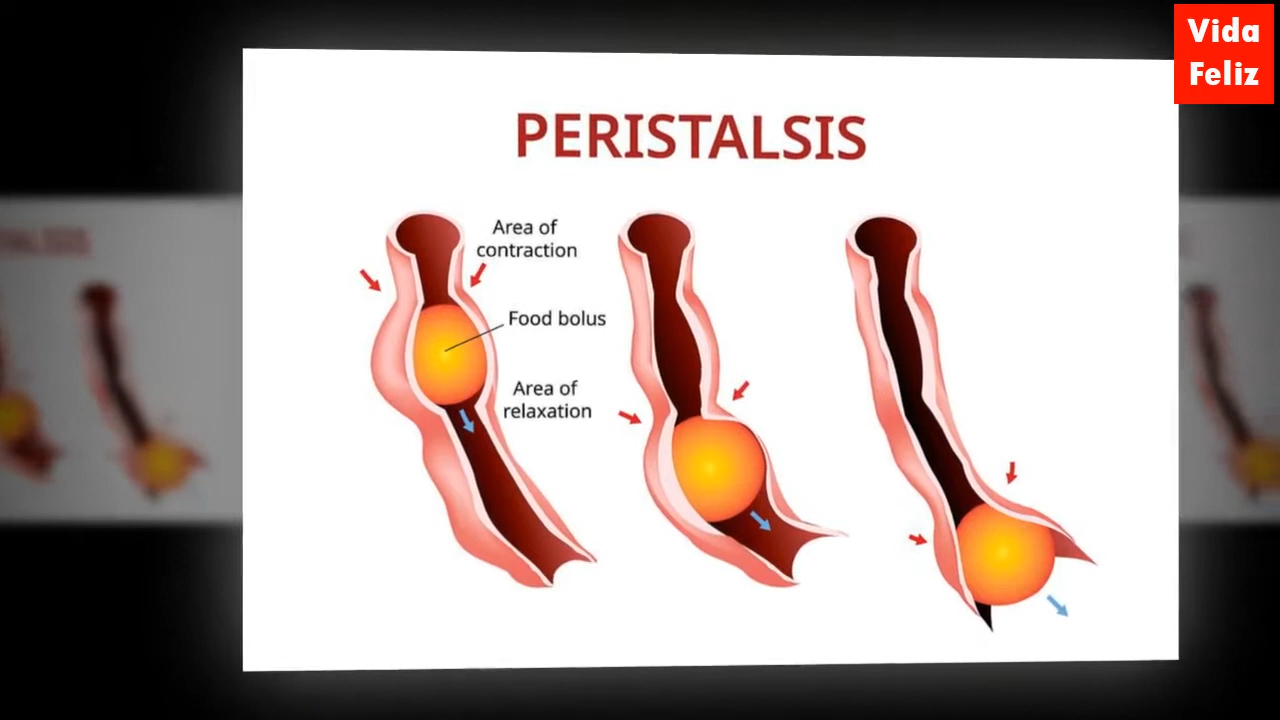 Vida
Feliz
PERISTALSIS
Area of
contraction
Food bolus
Area of
relaxation